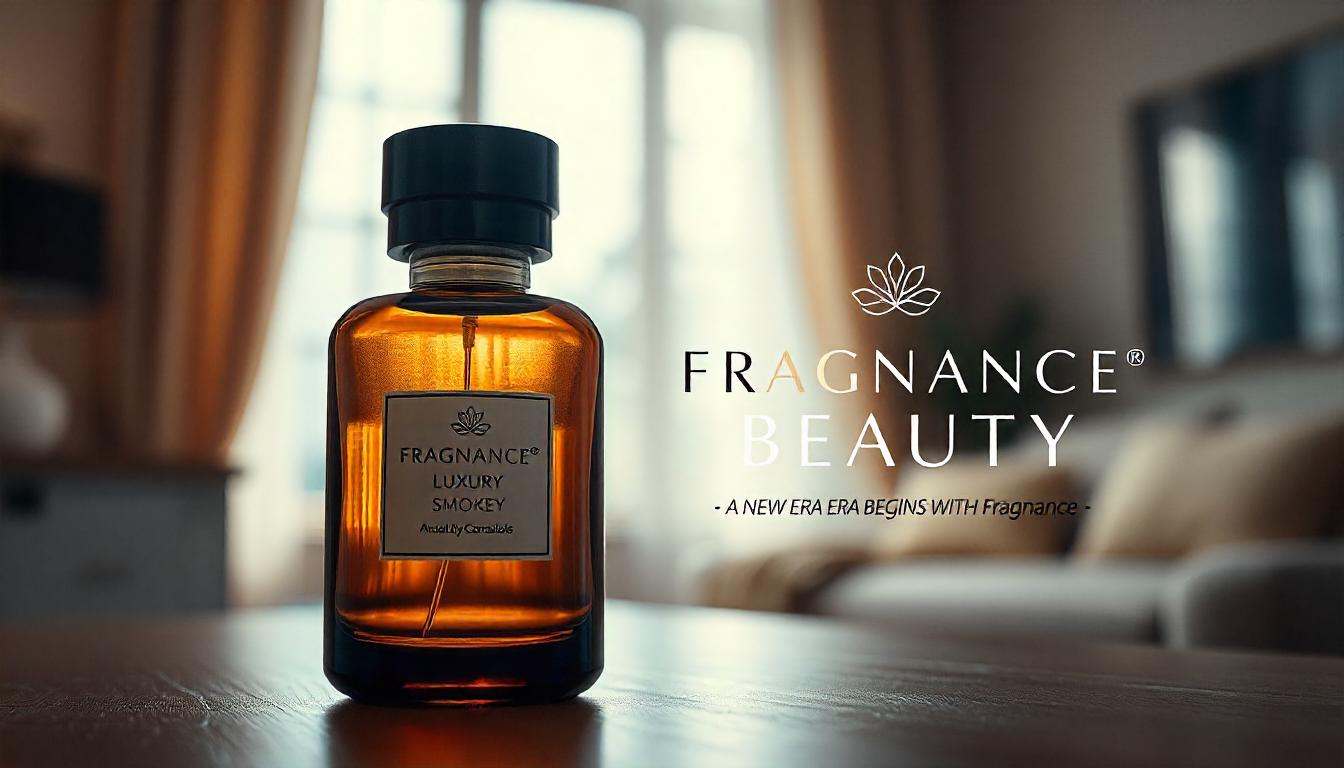 FRAGNANCE®
LUXURY
SMOKEY
FRAGNANCE®
BEAUTY
- A NEW ERA ERA BEGINS WITH Fragnance -